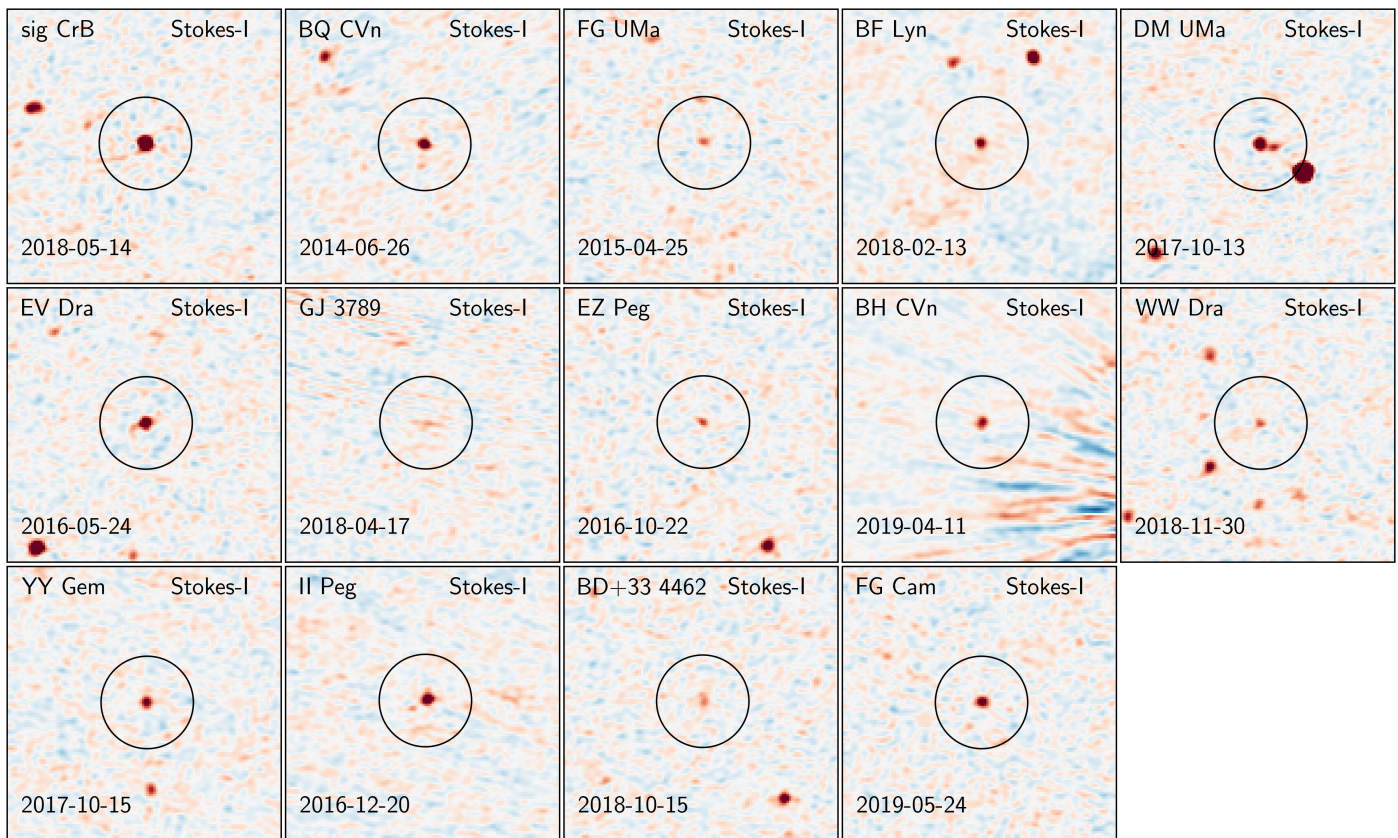 sig CrB Stokes-I
2018-05-14
BQ CVn Stokes-I
2014-06-26
FG UMa Stokes-I
2015-04-25
BF Lyn Stokes-I
2018-02-13
DM UMa Stokes-I
2017-10-13
EV Dra Stokes-I
2016-05-24
GJ 3789 Stokes-I
2018-04-17
EZ Peg Stokes-I
2016-10-22
BH CVn Stokes-I
2019-04-11
WW Dra Stokes-I
2018-11-30
YY Gem Stokes-I
2017-10-15
II Peg Stokes-I
2016-12-20
BD+33 4462 Stokes-I
2018-10-15
FG Cam Stokes-I
2019-05-24